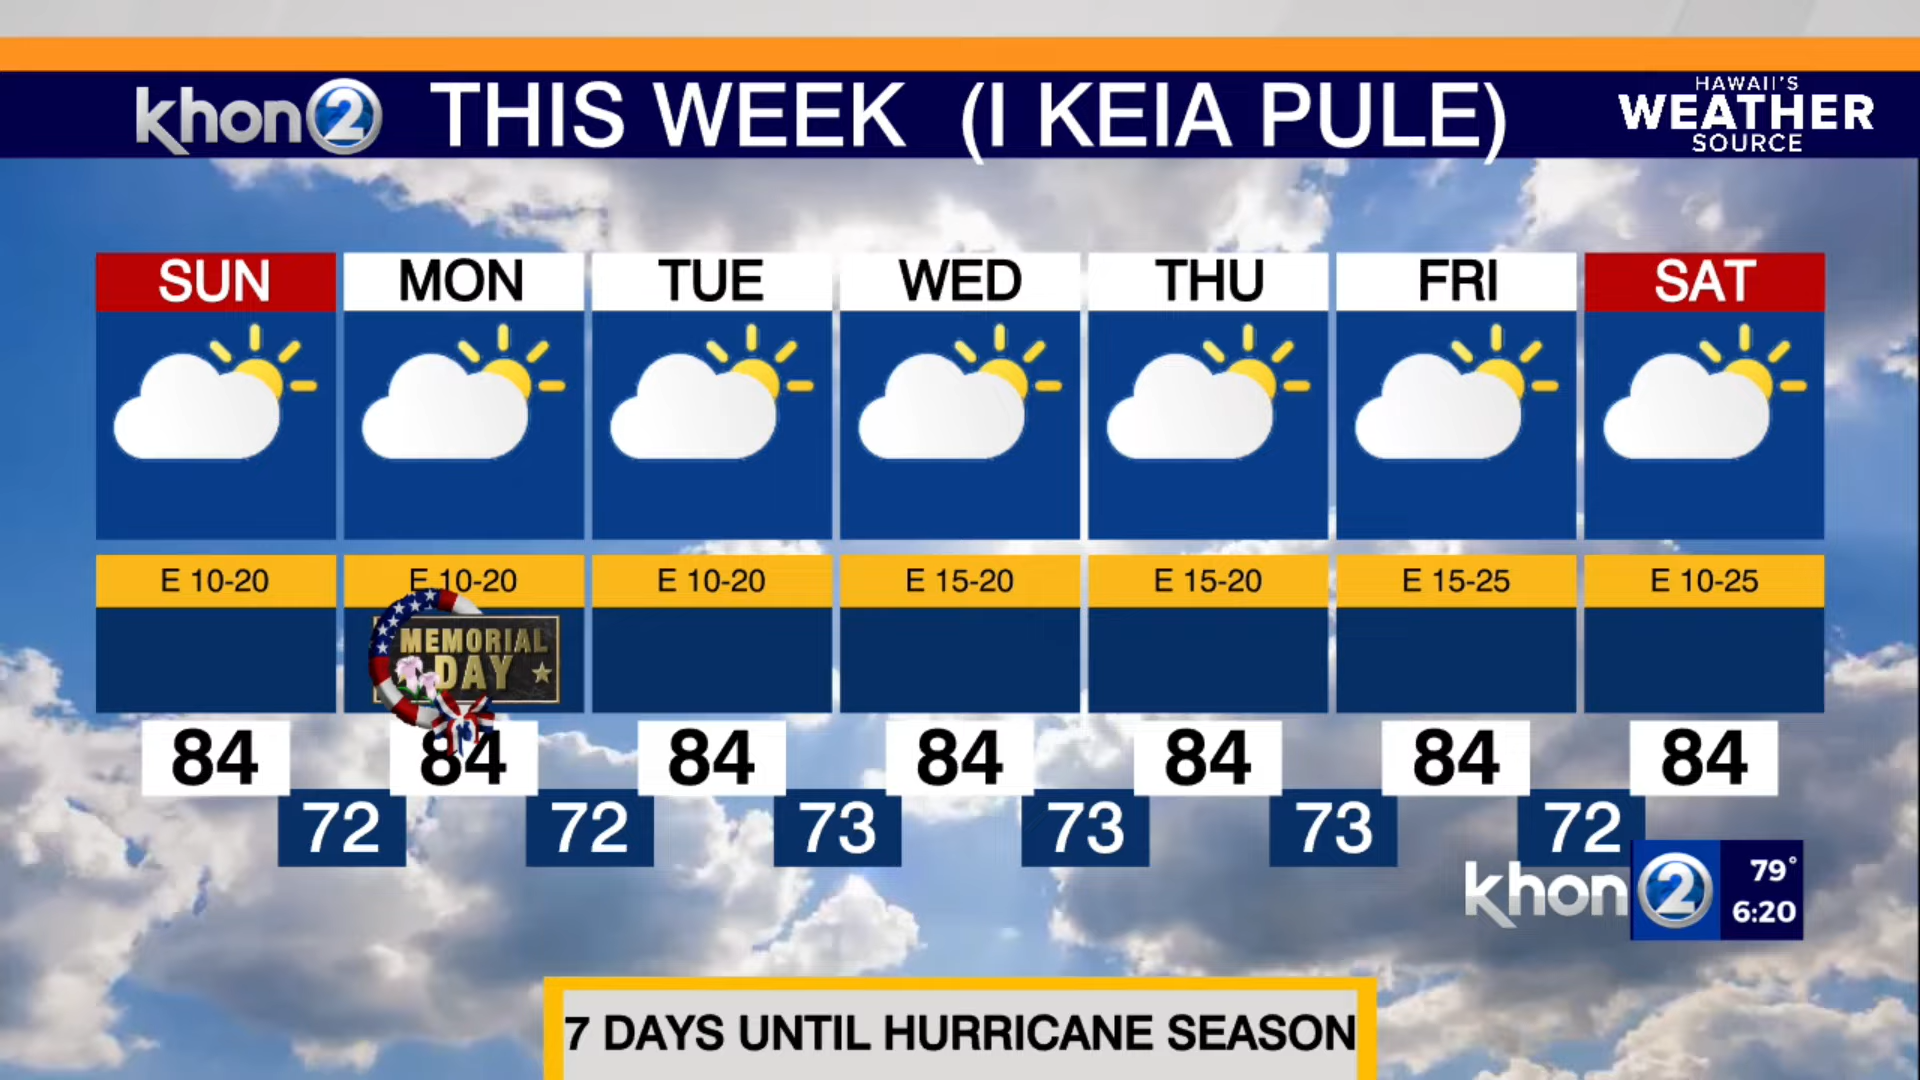 khon2 THIS WEEK (I KEIA PULE)
HAWAII'S
WEATHER
SOURCE
SUN MON TUE WED THU FRI SAT
E 10-20 E 10-20 E 10-20 E 15-20 E 15-20 E 15-25 E 10-25
MEMORIAL
DAY
84 84 84 84 84 84 84
72 72 73 73 73 72
khon2
79°
6:20
7 DAYS UNTIL HURRICANE SEASON